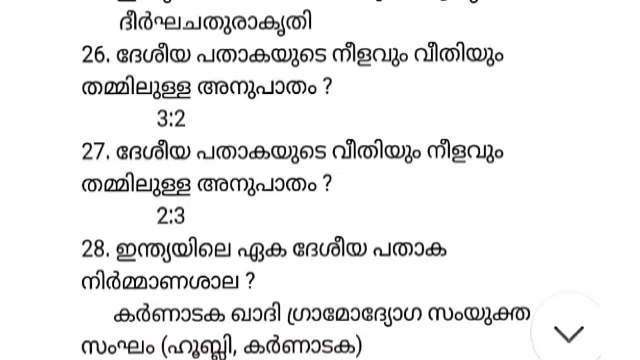 ദീർഘചതുരാകൃതി
26. ദേശീയ പതാകയുടെ നീളവും വീതിയും
തമ്മിലുള്ള അനുപാതം ?
3:2
27. ദേശീയ പതാകയുടെ വീതിയും നീളവും
തമ്മിലുള്ള അനുപാതം ?
2:3
28. ഇന്ത്യയിലെ ഏക ദേശീയ പതാക
നിർമ്മാണശാല ?
കർണാടക ഖാദി ഗ്രാമോദ്യോഗ സംയുക്ത
സംഘം (ഹൂബ്ലി, കർണാടക)